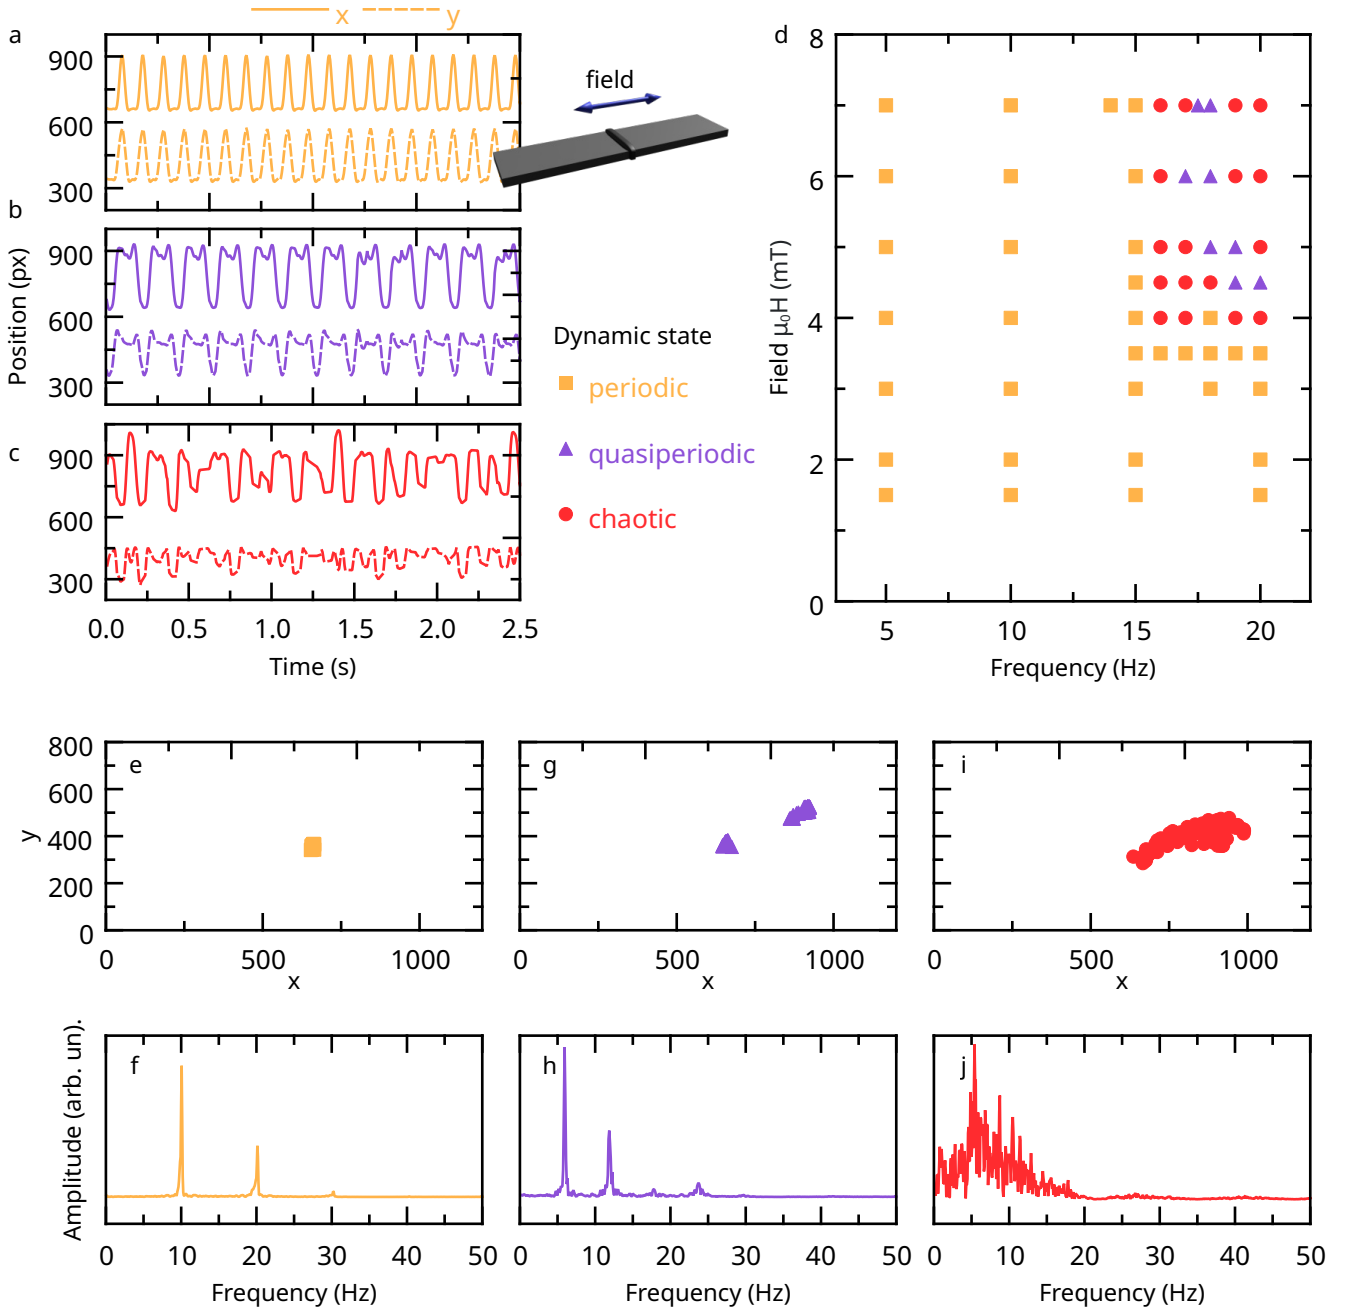 x y
a
900
600
300
b
900
600
300
c
900
600
300
0.0 0.5 1.0 1.5 2.0 2.5
Time (s)
Position (px)
field
Dynamic state
periodic
quasiperiodic
chaotic
d
8
6
4
2
0
5 10 15 20
Frequency (Hz)
Field µ₀H (mT)
e
800
600
400
200
0
y
0 500 1000
x
g
0 500 1000
x
i
0 500 1000
x
f
Amplitude (arb. un).
0 10 20 30 40 50
Frequency (Hz)
h
0 10 20 30 40 50
Frequency (Hz)
j
0 10 20 30 40 50
Frequency (Hz)